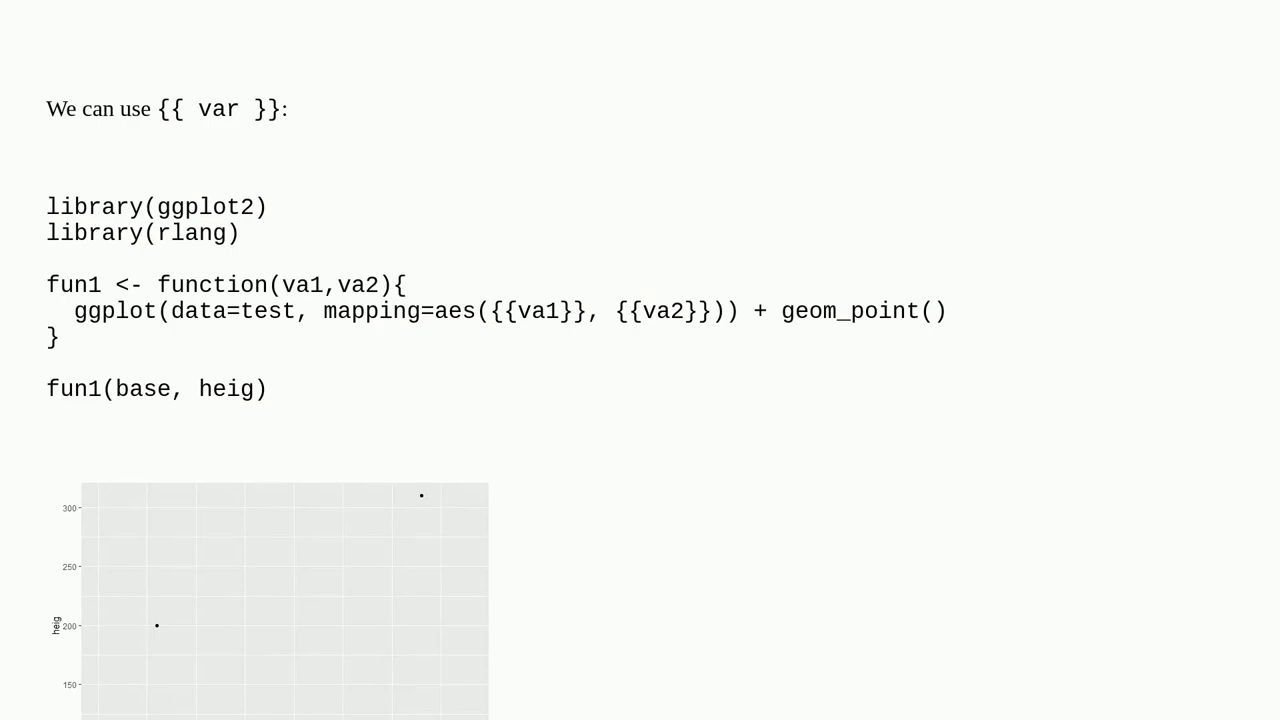 We can use {{ var }}:
library(ggplot2)
library(rlang)
fun1 <- function(va1,va2){
  ggplot(data=test, mapping=aes({{va1}}, {{va2}})) + geom_point()
}
fun1(base, heig)
300
250
heig
200
150